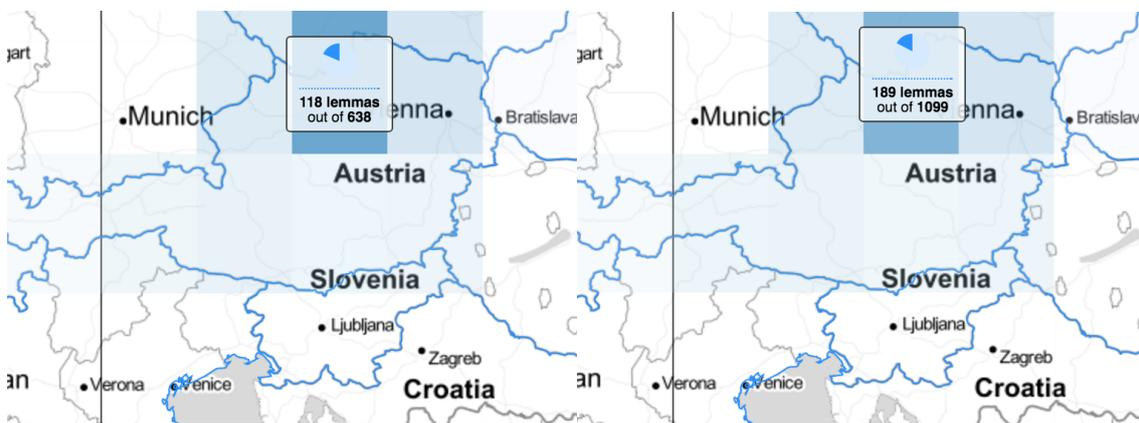 gart
Munich
118 lemmas
out of 638
enna
Bratislava
Austria
Slovenia
Ljubljana
Zagreb
an
Verona
Venice
Croatia
gart
Munich
189 lemmas
out of 1099
enna
Bratislava
Austria
Slovenia
Ljubljana
Zagreb
an
Verona
Venice
Croatia